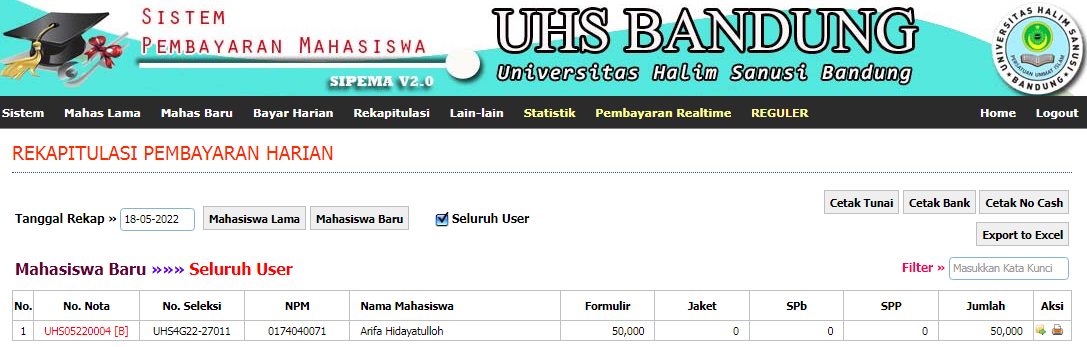 SISTEM
PEMBAYARAN MAHASISWA
SIPEMA V2.0
UHS BANDUNG
Universitas Halim Sanusi Bandung
UNIVERSITAS HALIM SANUSI
PERSATUAN UMMAT ISLAM
BANDUNG
Sistem Mahas Lama Mahas Baru Bayar Harian Rekapitulasi Lain-lain Statistik Pembayaran Realtime REGULER Home Logout
REKAPITULASI PEMBAYARAN HARIAN
Cetak Tunai Cetak Bank Cetak No Cash
Tanggal Rekap » 18-05-2022 Mahasiswa Lama Mahasiswa Baru Seluruh User
Export to Excel
Mahasiswa Baru »»» Seluruh User Filter » Masukkan Kata Kunci
No. No. Nota No. Seleksi NPM Nama Mahasiswa Formulir Jaket SPb SPP Jumlah Aksi
1 UHS05220004 [B] UHS4G22-27011 0174040071 Arifa Hidayatulloh 50,000 0 0 0 50,000